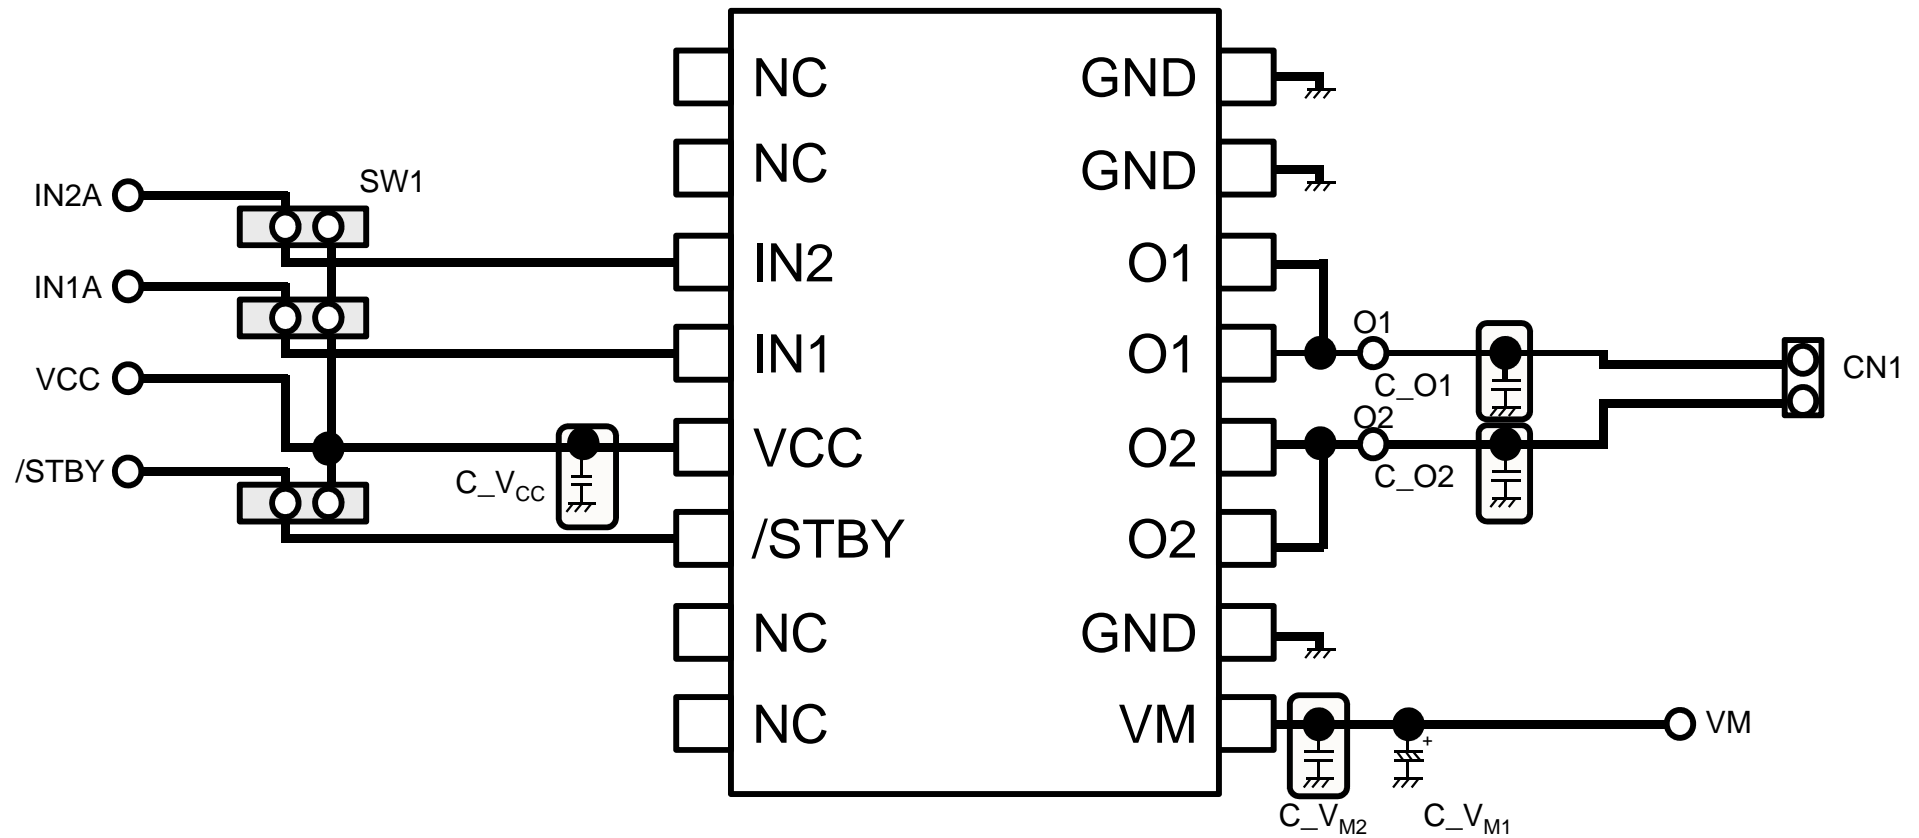 NC GND
NC GND
SW1
IN2A
IN2 O1
IN1A
O1
IN1 O1
CN1
VCC
C_O1
O2
VCC O2
/STBY
C_VCC
C_O2
/STBY O2
NC GND
NC VM
VM
+
C_VM2 C_VM1